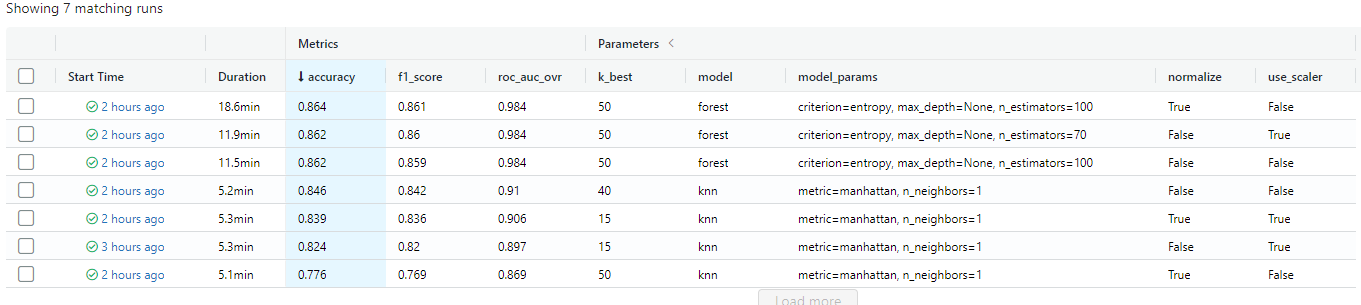 Showing 7 matching runs
Metrics Parameters <
Start Time Duration ↓ accuracy f1_score roc_auc_ovr k_best model model_params normalize use_scaler
2 hours ago 18.6min 0.864 0.861 0.984 50 forest criterion=entropy, max_depth=None, n_estimators=100 True False
2 hours ago 11.9min 0.862 0.86 0.984 50 forest criterion=entropy, max_depth=None, n_estimators=70 False True
2 hours ago 11.5min 0.862 0.859 0.984 50 forest criterion=entropy, max_depth=None, n_estimators=100 False False
2 hours ago 5.2min 0.846 0.842 0.91 40 knn metric=manhattan, n_neighbors=1 False False
2 hours ago 5.3min 0.839 0.836 0.906 15 knn metric=manhattan, n_neighbors=1 True True
3 hours ago 5.3min 0.824 0.82 0.897 15 knn metric=manhattan, n_neighbors=1 False True
2 hours ago 5.1min 0.776 0.769 0.869 50 knn metric=manhattan, n_neighbors=1 True False
Load more